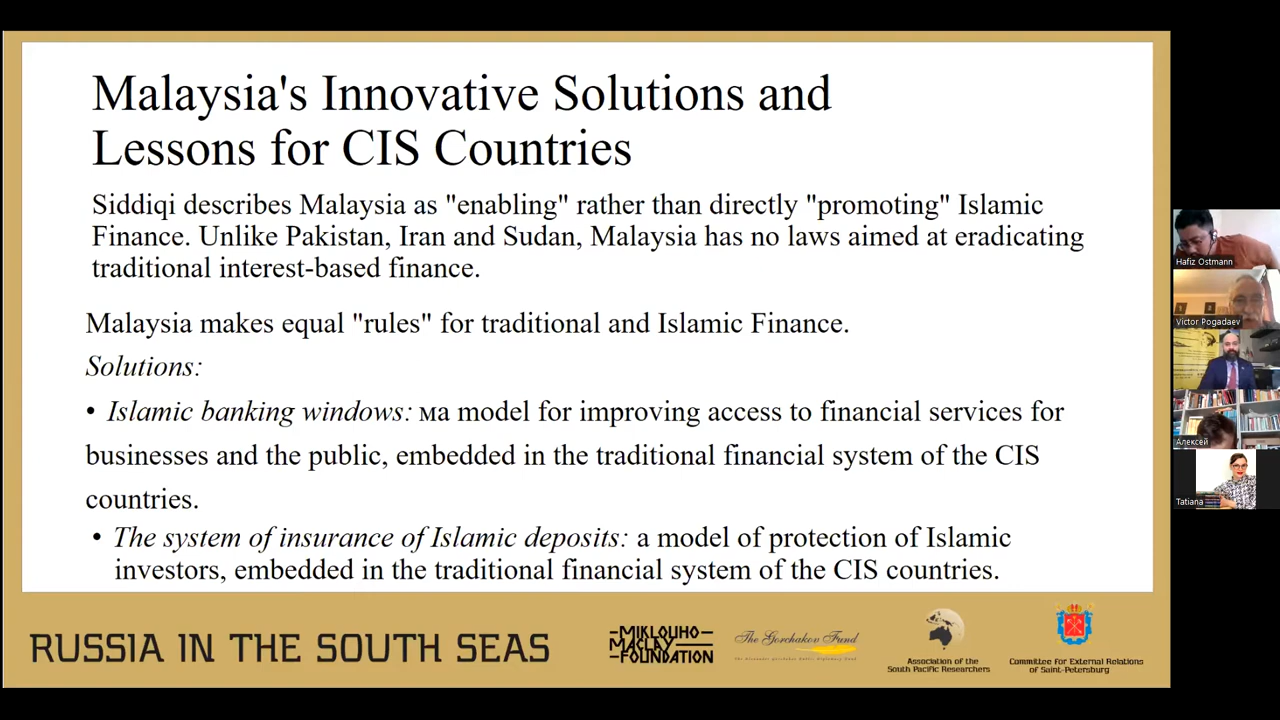 Malaysia's Innovative Solutions and
Lessons for CIS Countries
Siddiqi describes Malaysia as "enabling" rather than directly "promoting" Islamic
Finance. Unlike Pakistan, Iran and Sudan, Malaysia has no laws aimed at eradicating
traditional interest-based finance.
Malaysia makes equal "rules" for traditional and Islamic Finance.
Solutions:
• Islamic banking windows: мa model for improving access to financial services for
businesses and the public, embedded in the traditional financial system of the CIS
countries.
• The system of insurance of Islamic deposits: a model of protection of Islamic
investors, embedded in the traditional financial system of the CIS countries.
RUSSIA IN THE SOUTH SEAS
MIKLOUHO
MACLAY
FOUNDATION
The Gorchakov Fund
Association of the
South Pacific Researchers
Committee for External Relations
of Saint-Petersburg
Hafiz Ostmann
Victor Pogadaev
Алексей
Tatiana